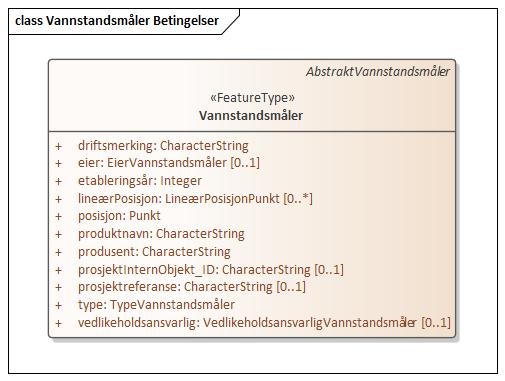 class Vannstandsmåler Betingelser
AbstraktVannstandsmåler
«FeatureType»
Vannstandsmåler
+ driftsmerking: CharacterString
+ eier: EierVannstandsmåler [0..1]
+ etableringsår: Integer
+ lineærPosisjon: LineærPosisjonPunkt [0..*]
+ posisjon: Punkt
+ produktnavn: CharacterString
+ produsent: CharacterString
+ prosjektInternObjekt_ID: CharacterString [0..1]
+ prosjektreferanse: CharacterString [0..1]
+ type: TypeVannstandsmåler
+ vedlikeholdsansvarlig: VedlikeholdsansvarligVannstandsmåler [0..1]